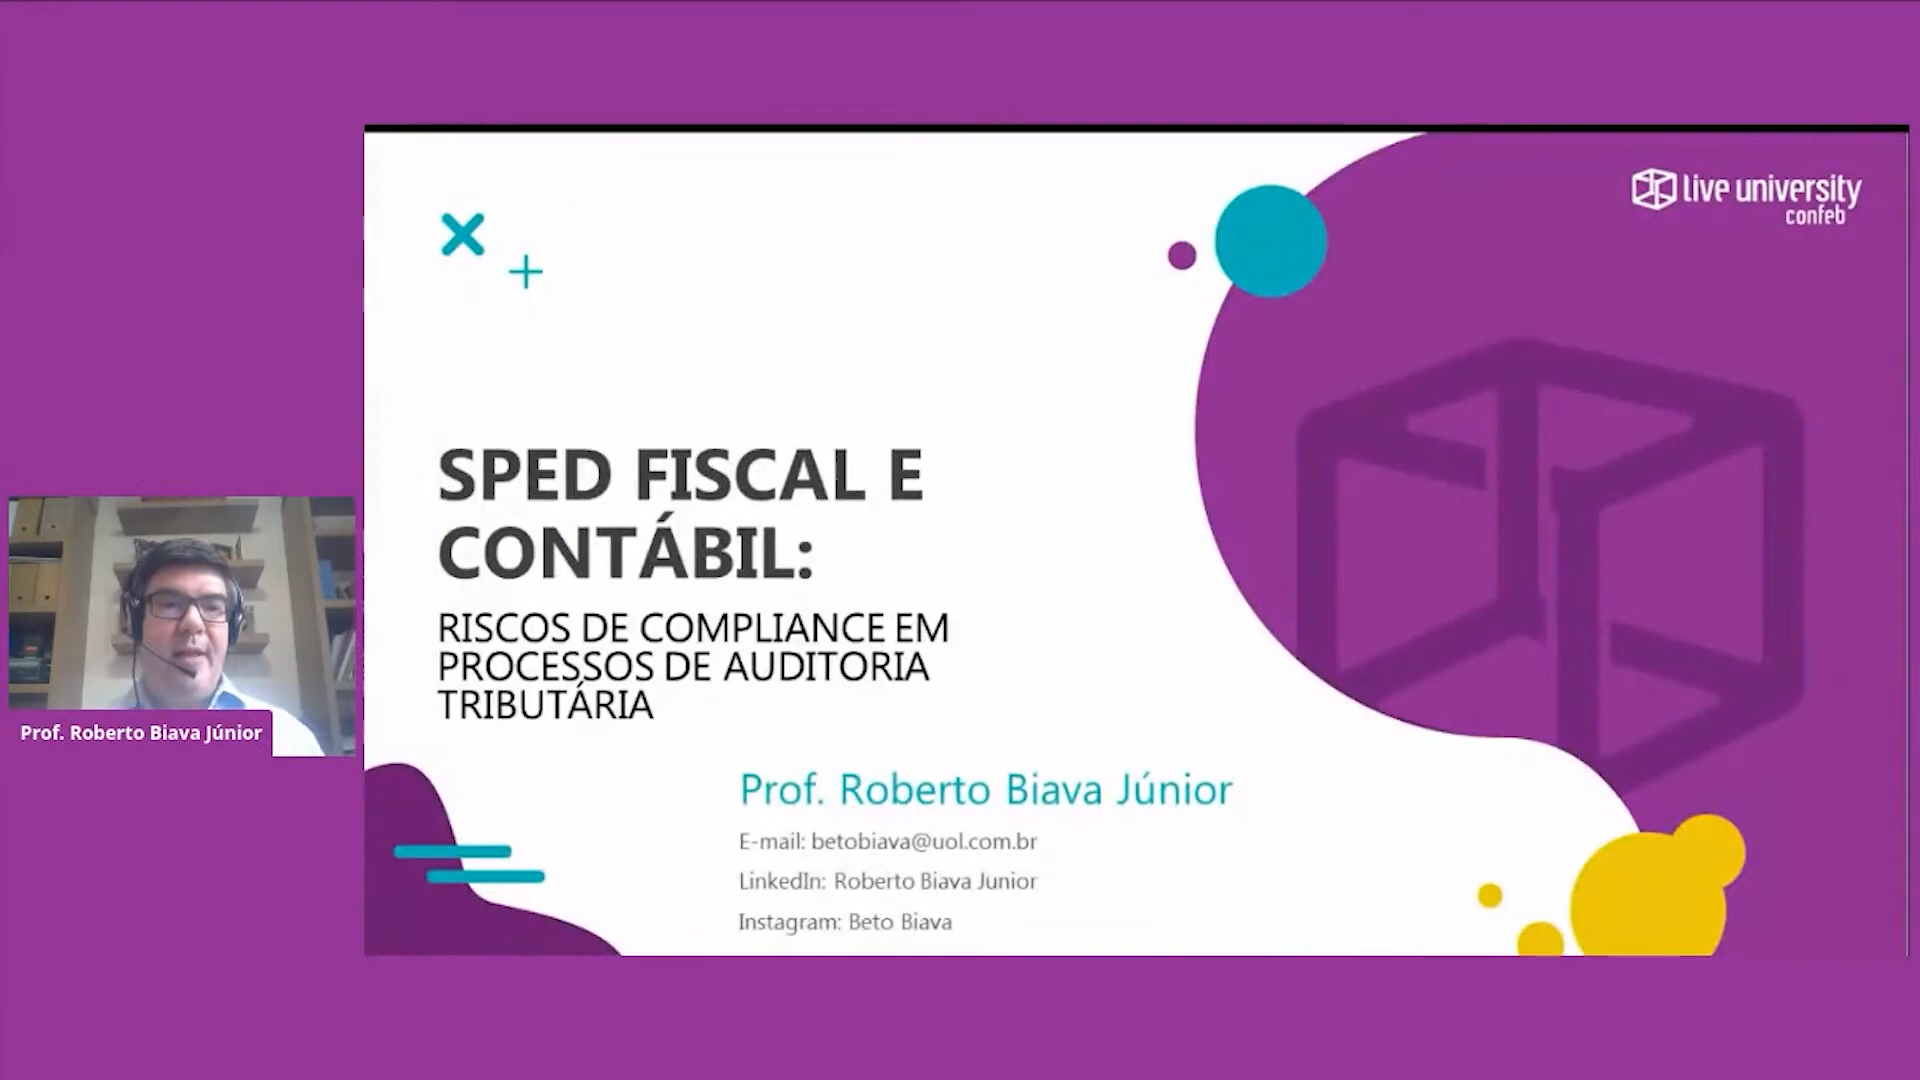 live university
confeb
SPED FISCAL E
CONTÁBIL:
RISCOS DE COMPLIANCE EM
PROCESSOS DE AUDITORIA
TRIBUTÁRIA
Prof. Roberto Biava Júnior
Prof. Roberto Biava Júnior
E-mail: betobiava@uol.com.br
LinkedIn: Roberto Biava Junior
Instagram: Beto Biava